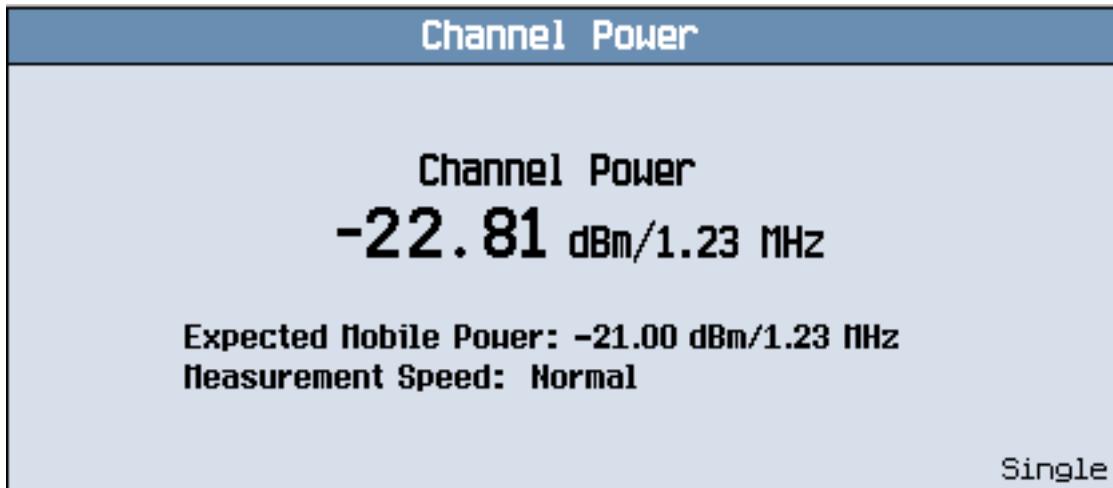 Channel Power
Channel Power
-22.81 dBm/1.23 MHz
Expected Mobile Power: -21.00 dBm/1.23 MHz
Measurement Speed: Normal
Single